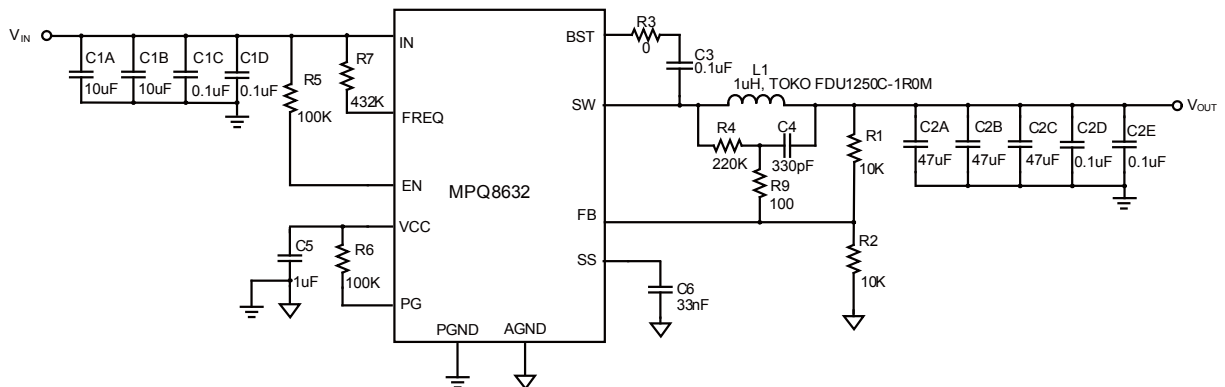 VIN
C1A
10uF
C1B
10uF
C1C
0.1uF
C1D
0.1uF
R5
100K
R7
432K
IN
FREQ
EN
VCC
C5
1uF
R6
100K
PG
MPQ8632
PGND
AGND
BST
SW
FB
SS
R3
0
C3
0.1uF
L1
1uH, TOKO FDU1250C-1R0M
R4
220K
C4
330pF
R9
100
R1
10K
R2
10K
C6
33nF
C2A
47uF
C2B
47uF
C2C
47uF
C2D
0.1uF
C2E
0.1uF
VOUT